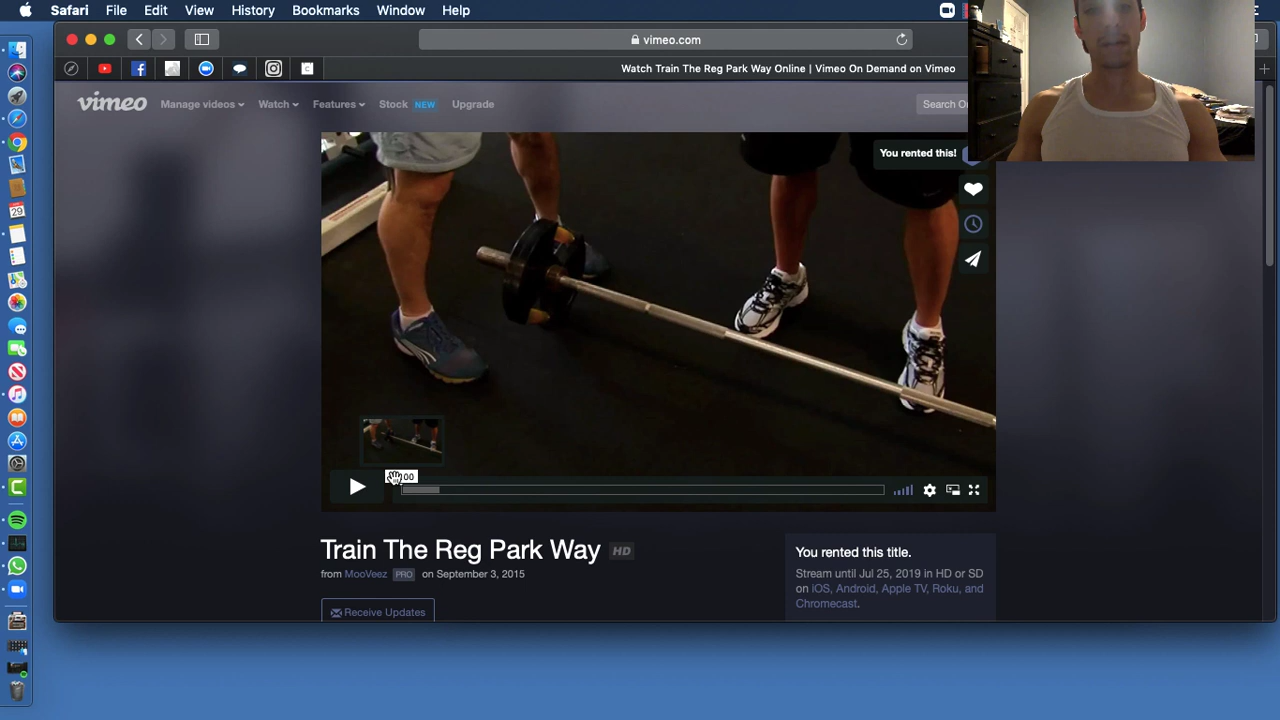 Safari File Edit View History Bookmarks Window Help
vimeo.com
Watch Train The Reg Park Way Online | Vimeo On Demand on Vimeo
vimeo Manage videos Watch Features Stock NEW Upgrade
You rented this!
Train The Reg Park Way HD
from MooVeez PRO on September 3, 2015
Receive Updates
You rented this title.
Stream until Jul 25, 2019 in HD or SD
on iOS, Android, Apple TV, Roku, and
Chromecast.
29